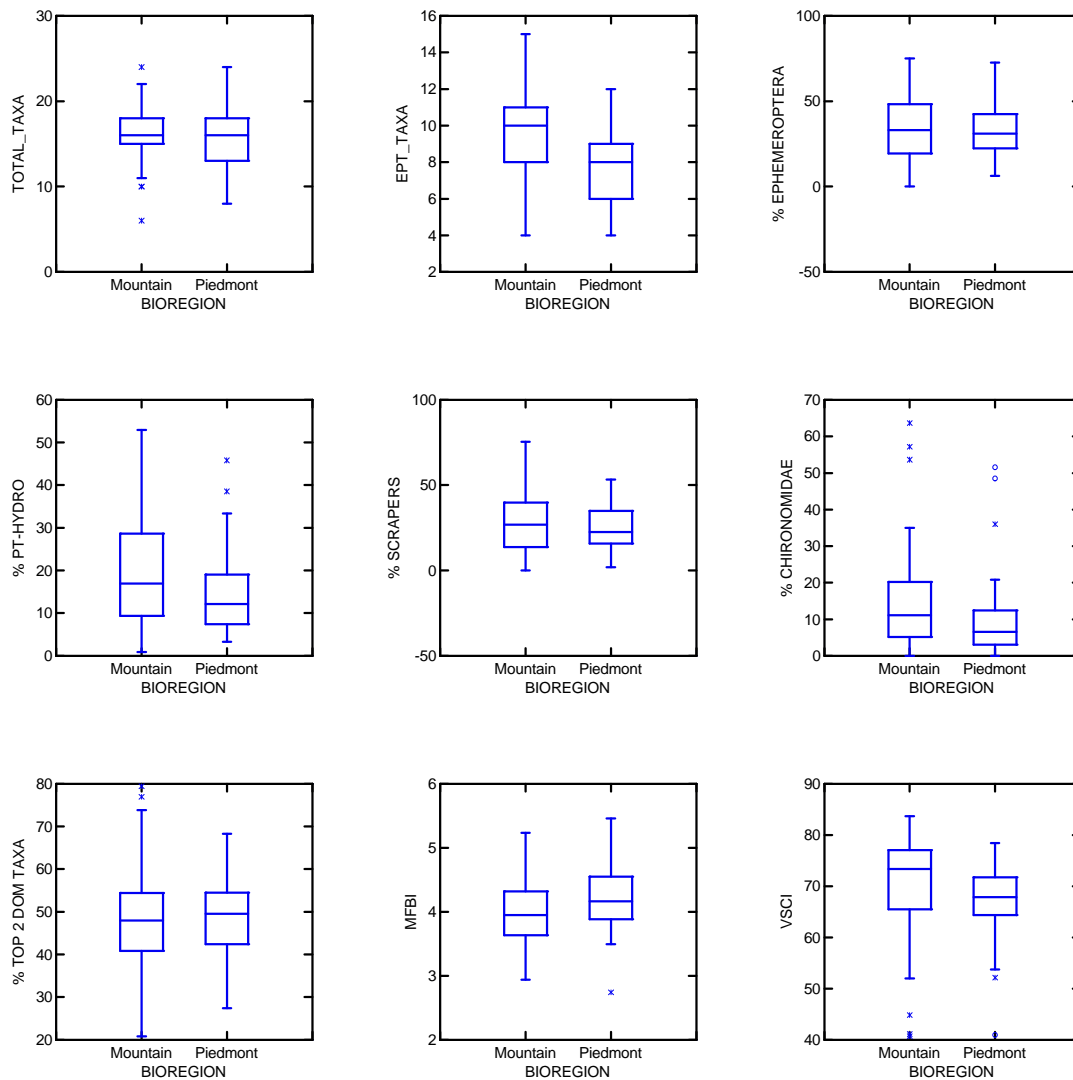 TOTAL_TAXA
30
20
10
0
Mountain Piedmont
BIOREGION
EPT_TAXA
16
14
12
10
8
6
4
2
Mountain Piedmont
BIOREGION
% EPHEMEROPTERA
100
50
0
-50
Mountain Piedmont
BIOREGION
% PT-HYDRO
60
50
40
30
20
10
0
Mountain Piedmont
BIOREGION
% SCRAPERS
100
50
0
-50
Mountain Piedmont
BIOREGION
% CHIRONOMIDAE
70
60
50
40
30
20
10
0
Mountain Piedmont
BIOREGION
% TOP 2 DOM TAXA
80
70
60
50
40
30
20
Mountain Piedmont
BIOREGION
MFBI
6
5
4
3
2
Mountain Piedmont
BIOREGION
VSCI
90
80
70
60
50
40
Mountain Piedmont
BIOREGION